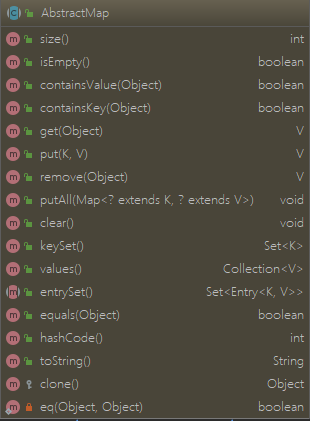 AbstractMap
size() int
isEmpty() boolean
containsValue(Object) boolean
containsKey(Object) boolean
get(Object) V
put(K, V) V
remove(Object) V
putAll(Map<? extends K, ? extends V>) void
clear() void
keySet() Set<K>
values() Collection<V>
entrySet() Set<Entry<K, V>>
equals(Object) boolean
hashCode() int
toString() String
clone() Object
eq(Object, Object) boolean